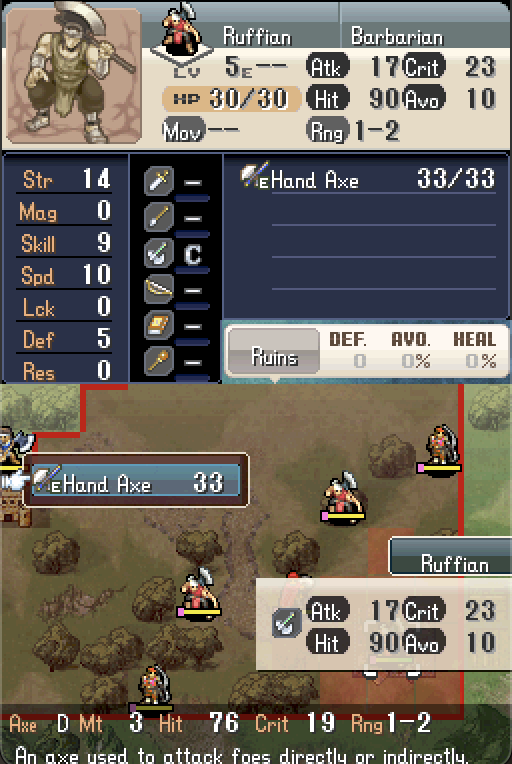 Ruffian Barbarian
LV 5 E -- Atk 17 Crit 23
HP 30/30 Hit 90 Avo 10
Mov -- Rng 1-2
Str 14 – E Hand Axe 33/33
Mag 0 –
Skill 9 C
Spd 10 –
Lck 0
Def 5 –
Res 0 –
DEF. AVO. HEAL
Ruins 0 0% 0%
E Hand Axe 33
Ruffian
Atk 17 Crit 23
Hit 90 Avo 10
Axe D Mt 3 Hit 76 Crit 19 Rng 1-2
An axe used to attack foes directly or indirectly.